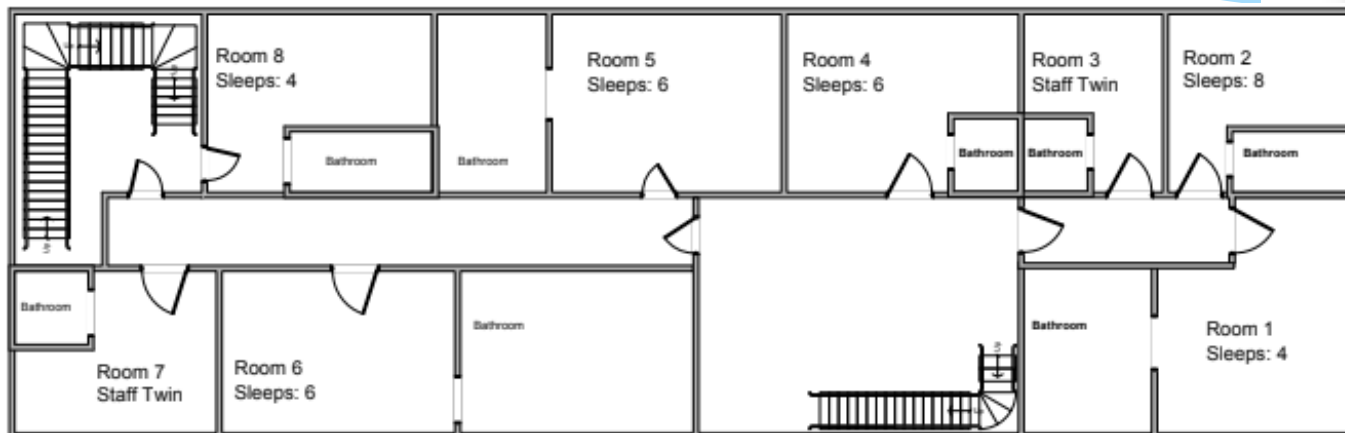 Room 8
Sleeps: 4
Room 5
Sleeps: 6
Room 4
Sleeps: 6
Room 3
Staff Twin
Room 2
Sleeps: 8
Bathroom
Bathroom
Bathroom
Bathroom
Bathroom
Bathroom
Room 7
Staff Twin
Room 6
Sleeps: 6
Bathroom
Bathroom
Room 1
Sleeps: 4